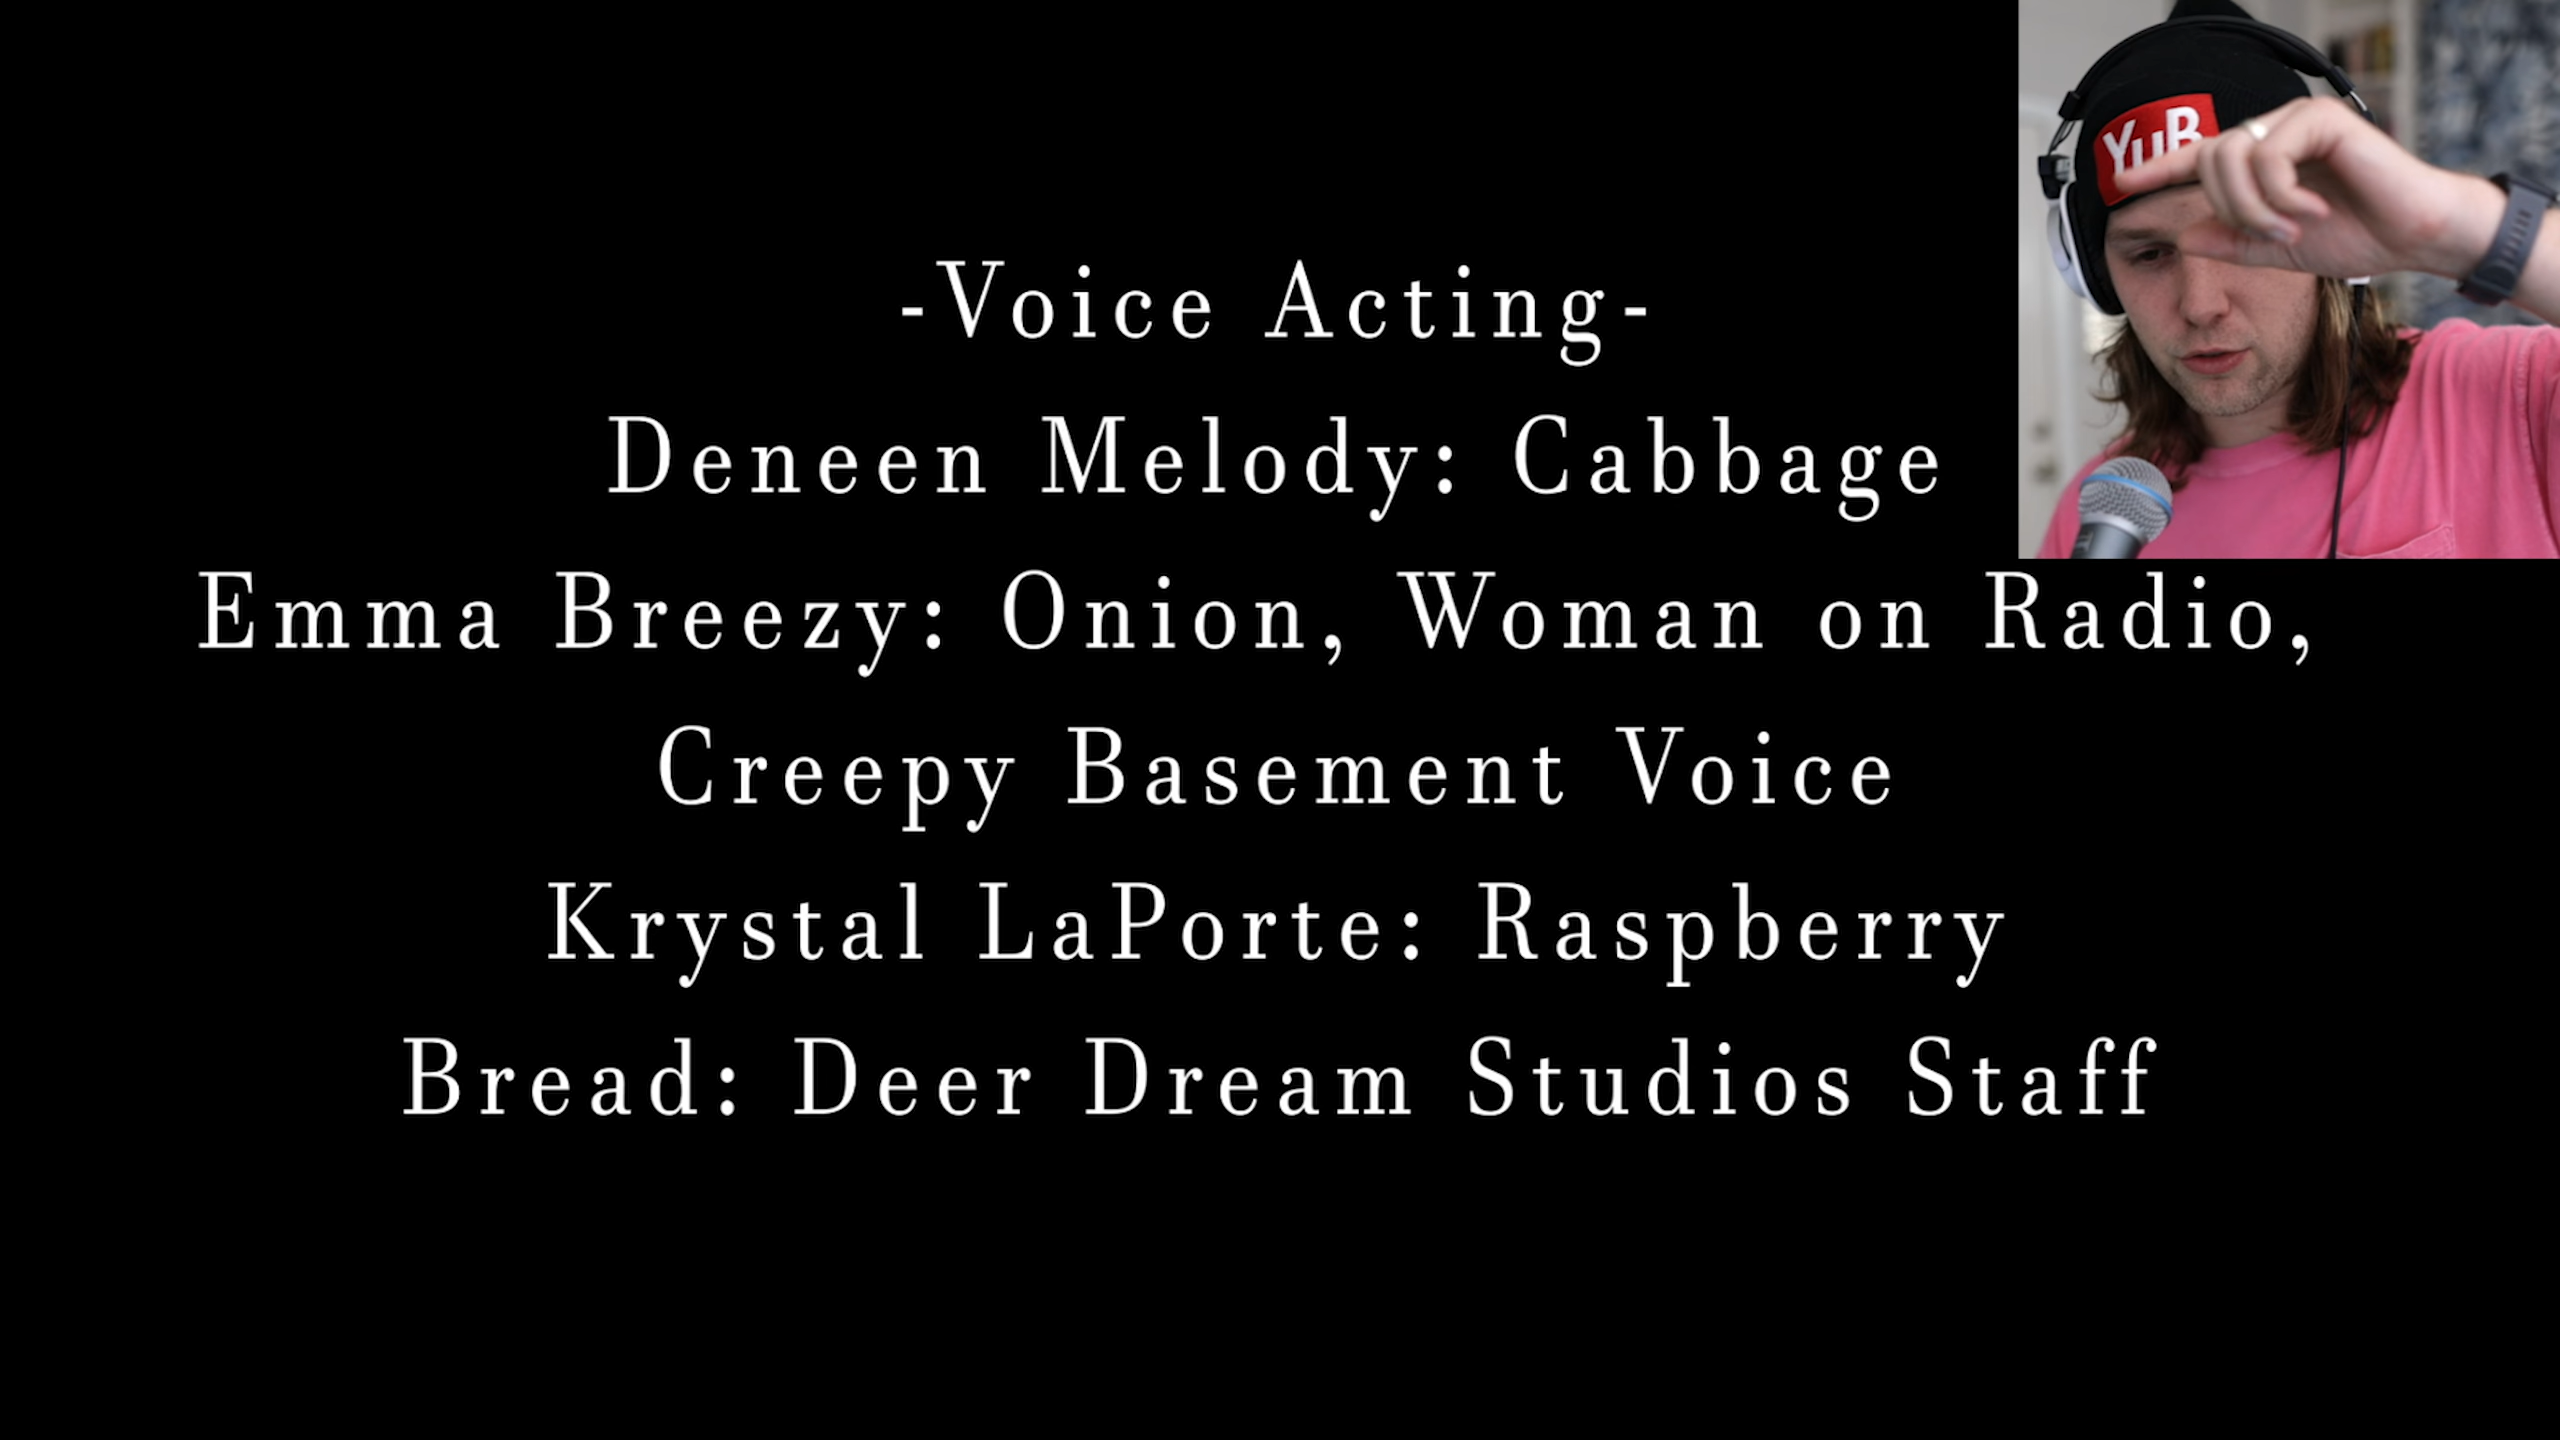 -Voice Acting-
Deneen Melody: Cabbage
Emma Breezy: Onion, Woman on Radio,
Creepy Basement Voice
Krystal LaPorte: Raspberry
Bread: Deer Dream Studios Staff
YuB